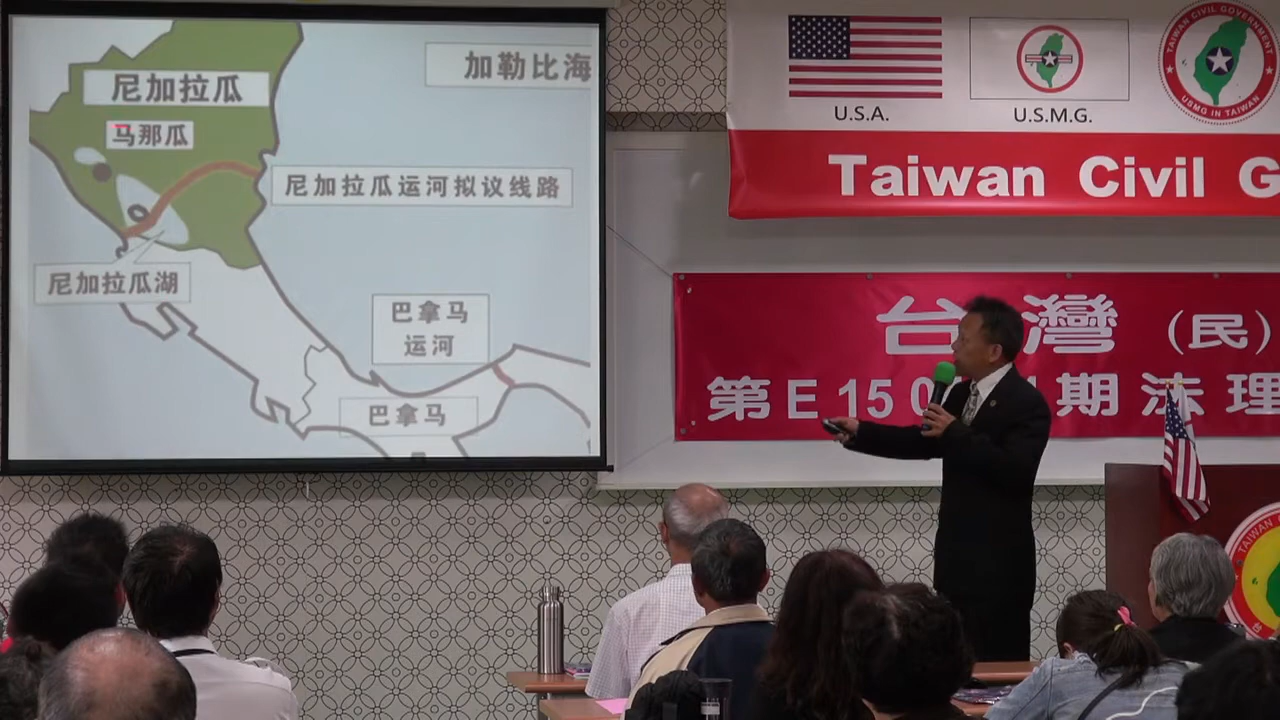 尼加拉瓜
加勒比海
马那瓜
尼加拉瓜运河拟议线路
尼加拉瓜湖
巴拿马
运河
巴拿马
U.S.A.
U.S.M.G.
TAIWAN CIVIL GOVERNMENT
USMG IN TAIWAN
Taiwan Civil G
台灣(民)
第E150
期法理
TAIWAN